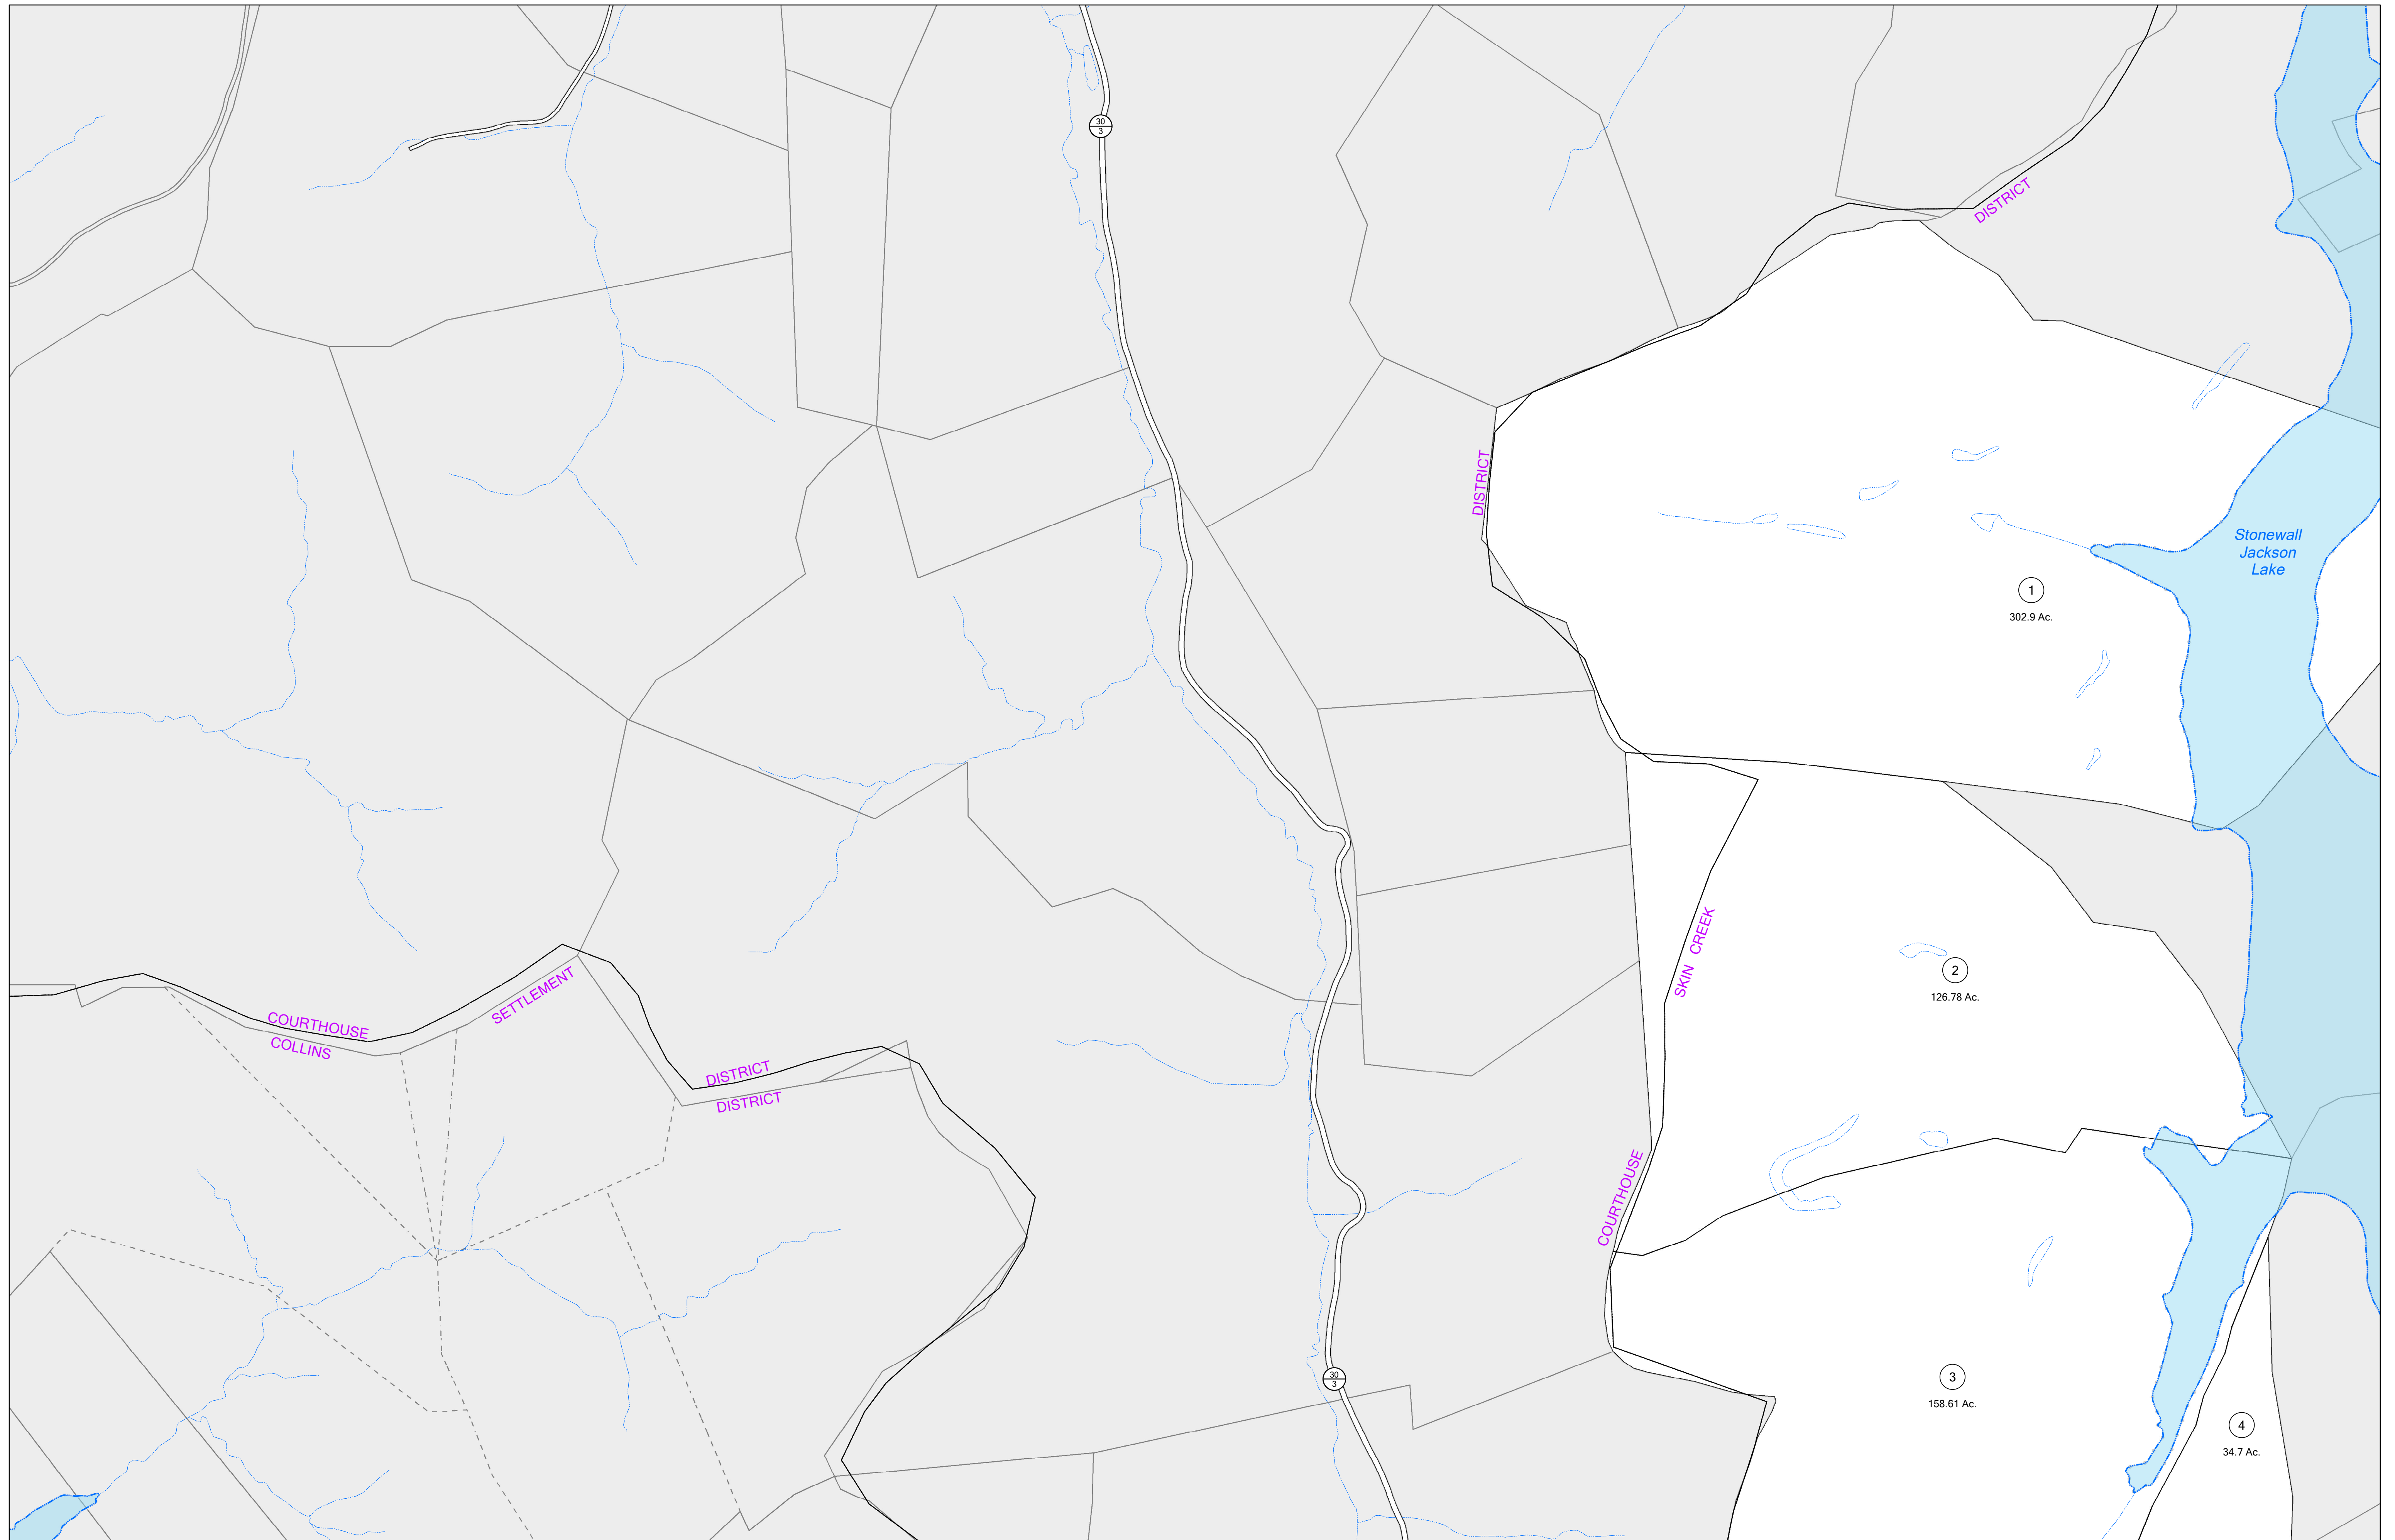 30
3
DISTRICT
DISTRICT
Stonewall
Jackson
Lake
1
302.9 Ac.
SKIN CREEK
2
126.78 Ac.
SETTLEMENT
COURTHOUSE
COLLINS
DISTRICT
DISTRICT
COURTHOUSE
30
3
3
158.61 Ac.
4
34.7 Ac.